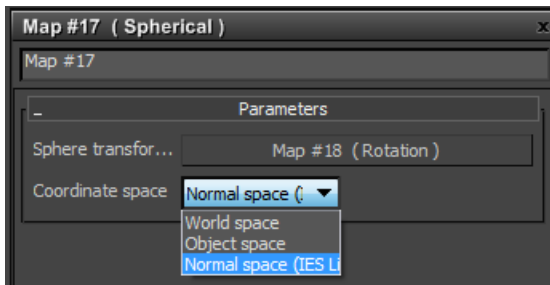 Map #17 ( Spherical )
x
Map #17
Parameters
Sphere transfor... Map #18 ( Rotation )
Coordinate space Normal space (
World space
Object space
Normal space (IES Li